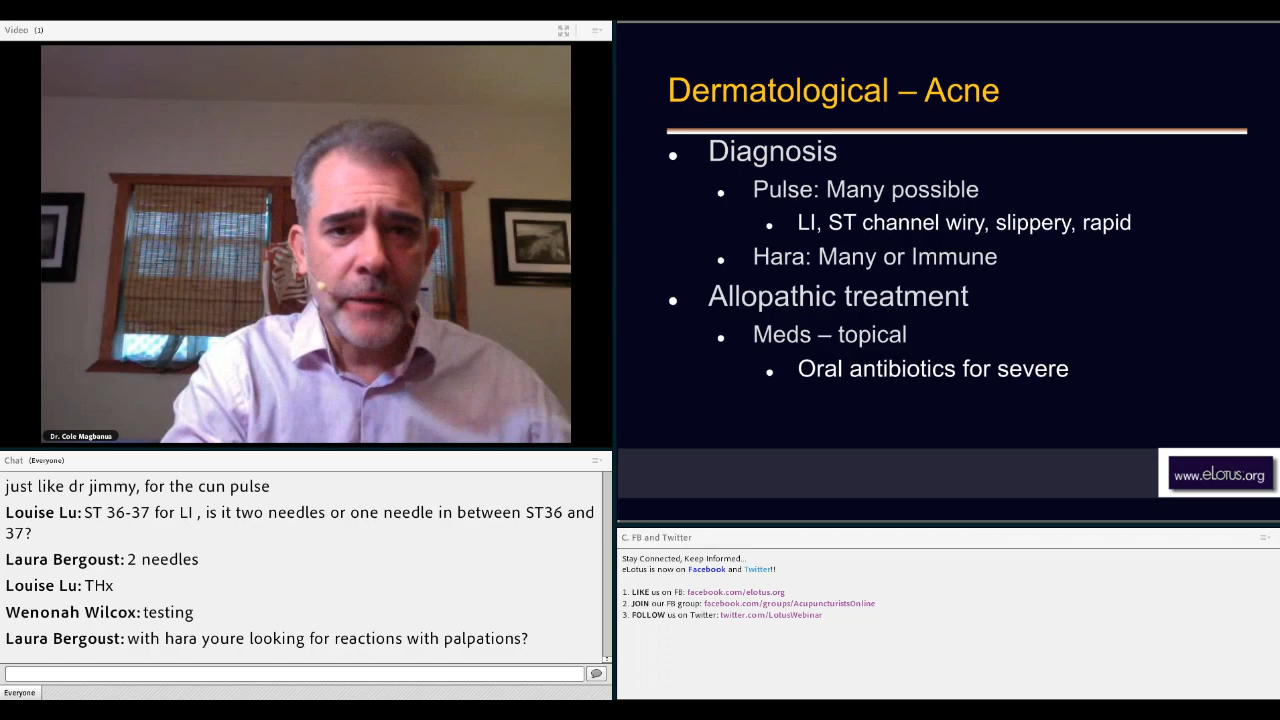 Video (1)
Dr. Cole Magbanua
Dermatological – Acne
Diagnosis
Pulse: Many possible
LI, ST channel wiry, slippery, rapid
Hara: Many or Immune
Allopathic treatment
Meds – topical
Oral antibiotics for severe
www.eLotus.org
Chat (Everyone)
just like dr jimmy, for the cun pulse
Louise Lu: ST 36-37 for LI , is it two needles or one needle in between ST36 and
37?
Laura Bergoust: 2 needles
Louise Lu: THx
Wenonah Wilcox: testing
Laura Bergoust: with hara youre looking for reactions with palpations?
Everyone
C. FB and Twitter
Stay Connected, Keep Informed...
eLotus is now on Facebook and Twitter!!
1. LIKE us on FB: facebook.com/elotus.org
2. JOIN our FB group: facebook.com/groups/AcupuncturistsOnline
3. FOLLOW us on Twitter: twitter.com/LotusWebinar